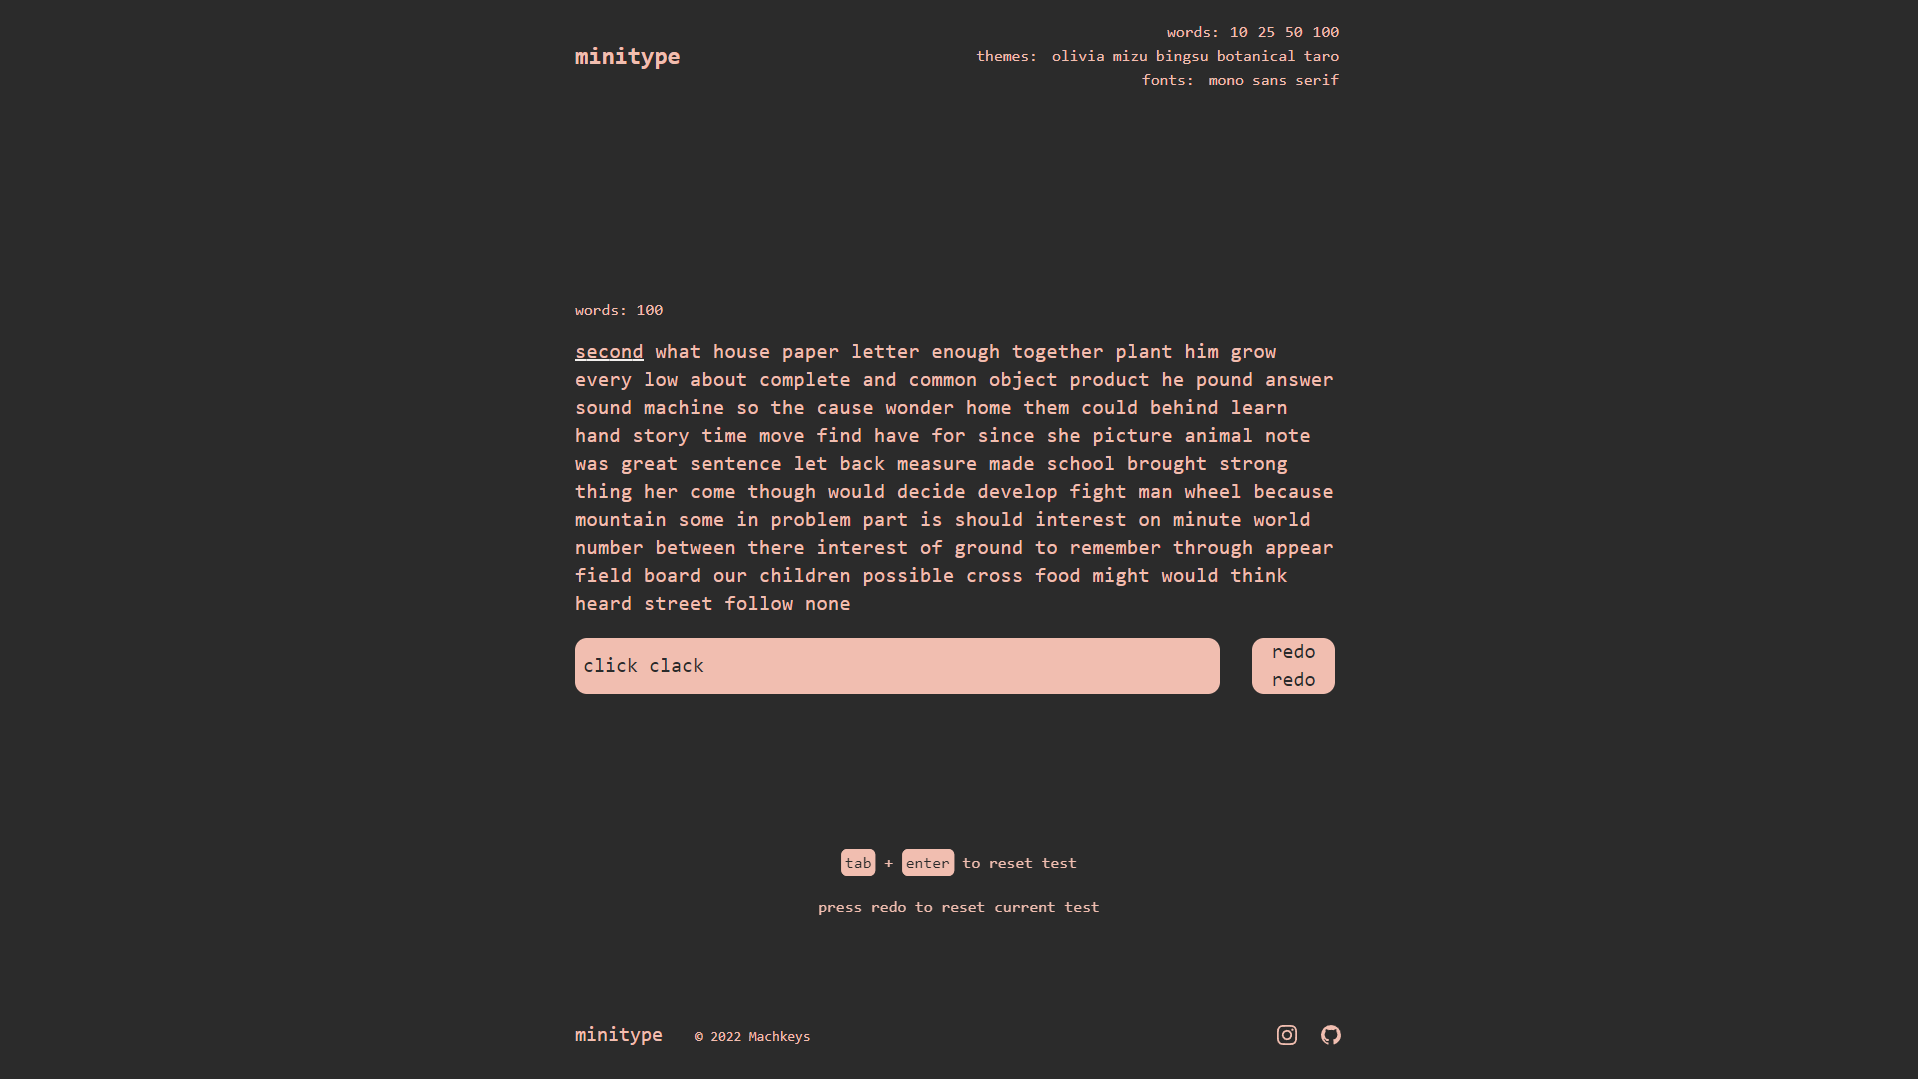 minitype
words: 10 25 50 100
themes: olivia mizu bingsu botanical taro
fonts: mono sans serif
words: 100
second what house paper letter enough together plant him grow
every low about complete and common object product he pound answer
sound machine so the cause wonder home them could behind learn
hand story time move find have for since she picture animal note
was great sentence let back measure made school brought strong
thing her come though would decide develop fight man wheel because
mountain some in problem part is should interest on minute world
number between there interest of ground to remember through appear
field board our children possible cross food might would think
heard street follow none
click clack
redo
redo
tab + enter to reset test
press redo to reset current test
minitype © 2022 Machkeys